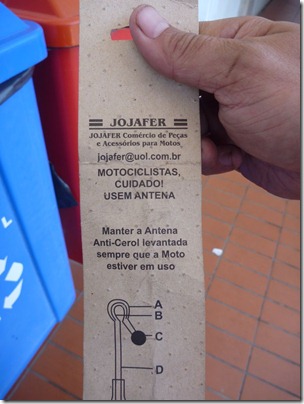 JOJAFER
JOJAFER Comércio de Peças
e Acessórios para Motos
jojafer@uol.com.br
MOTOCICLISTAS,
CUIDADO!
USEM ANTENA
Manter a Antena
Anti-Cerol levantada
sempre que a Moto
estiver em uso
A
B
C
D